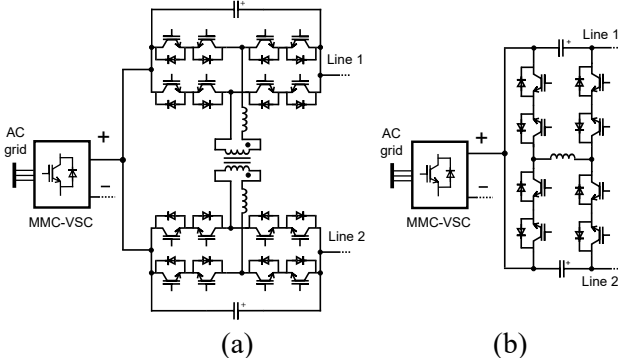 +
Line 1
AC
grid
+
−
MMC-VSC
Line 2
+
(a)
+
Line 1
AC
grid
+
−
MMC-VSC
+
Line 2
(b)